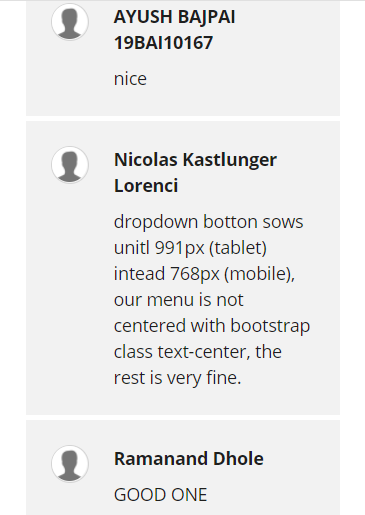 AYUSH BAJPAI
19BAI10167
nice
Nicolas Kastlunger
Lorenci
dropdown botton sows
unitl 991px (tablet)
intead 768px (mobile),
our menu is not
centered with bootstrap
class text-center, the
rest is very fine.
Ramanand Dhole
GOOD ONE